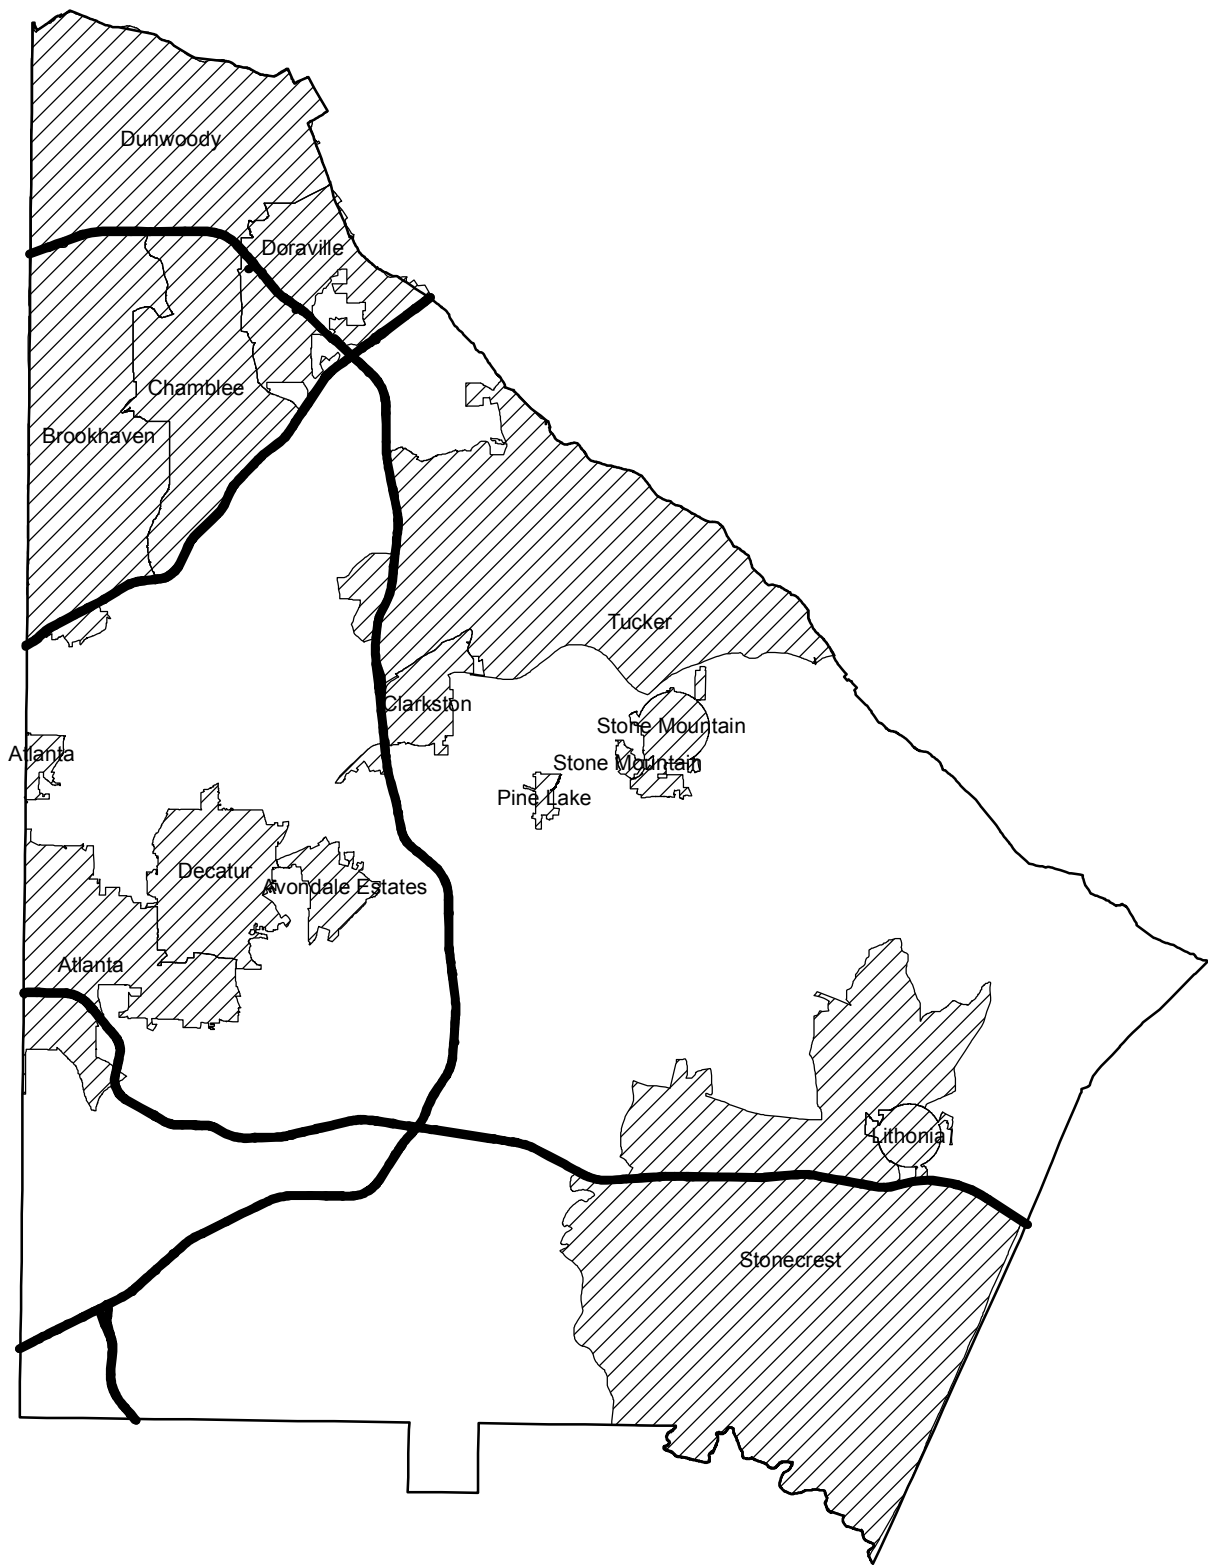 Dunwoody
Doraville
Chamblee
Brookhaven
Tucker
Clarkston
Stone Mountain
Atlanta
Stone Mountain
Pine Lake
Decatur
Avondale Estates
Atlanta
Lithonia
Stonecrest